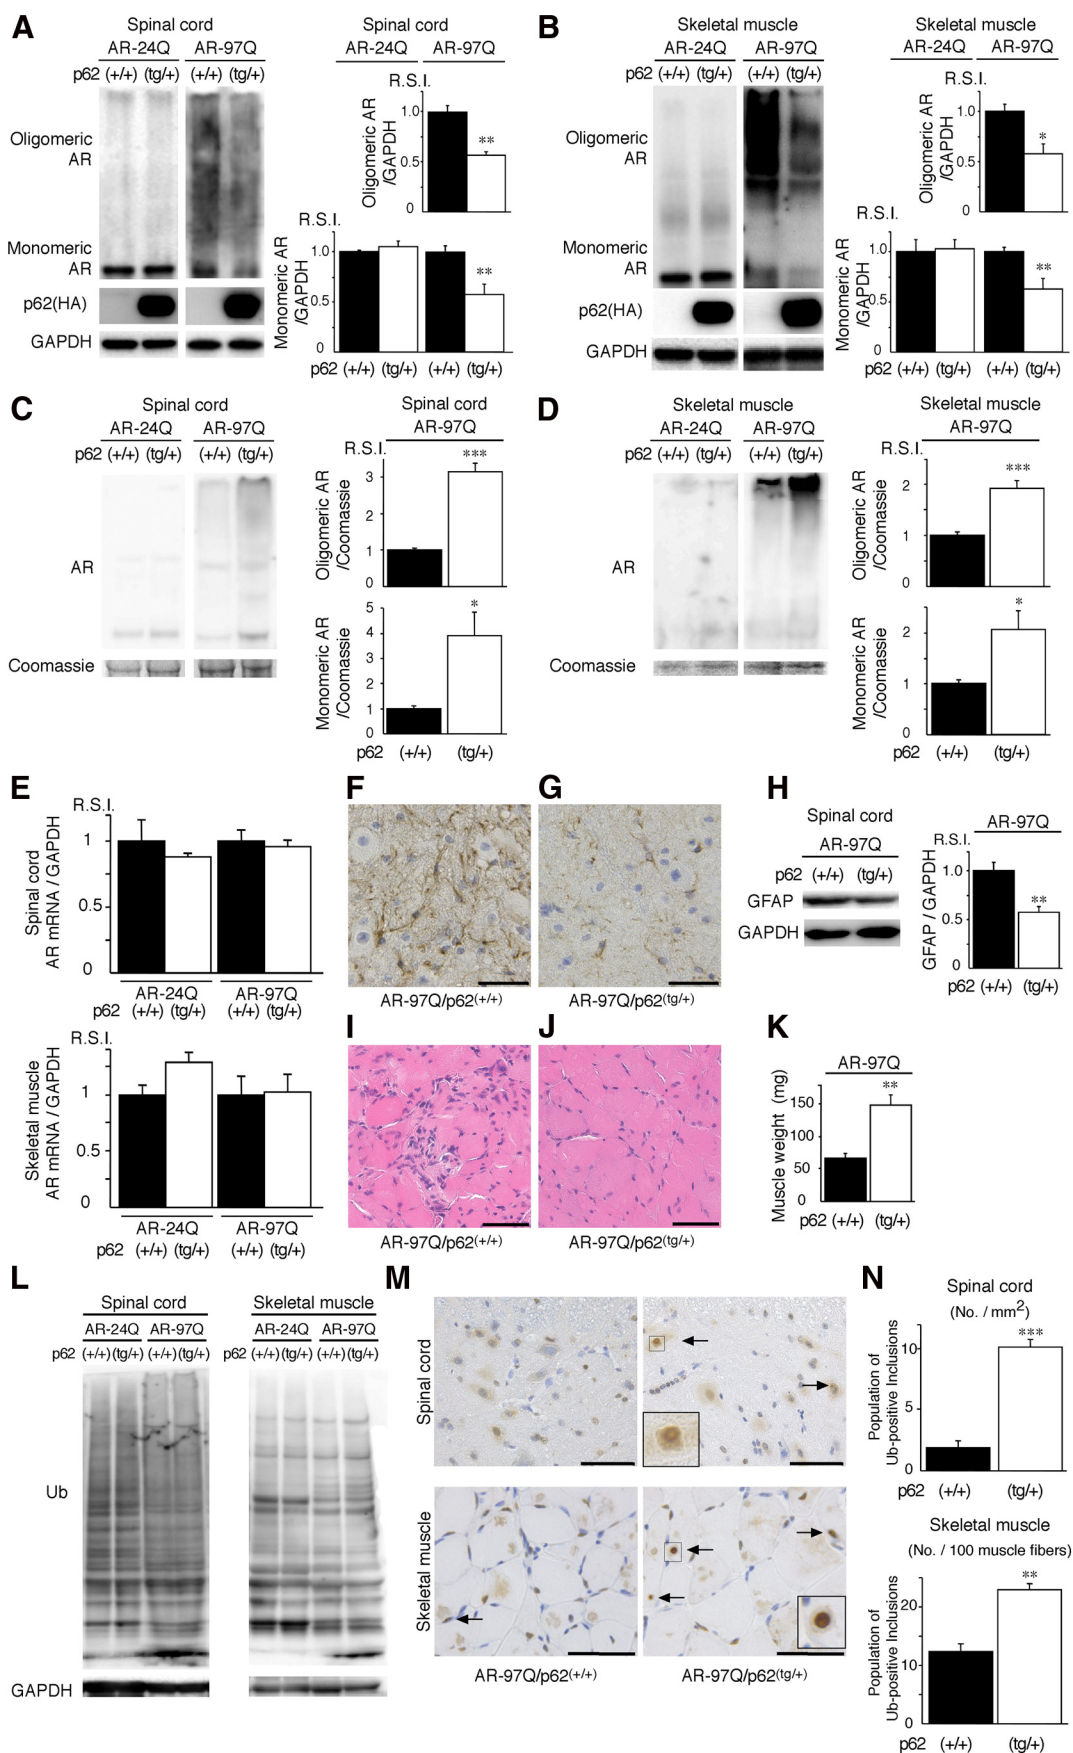 A
Spinal cord
AR-24Q AR-97Q
p62 (+/+) (tg/+) (+/+) (tg/+)
Oligomeric
AR
Monomeric
AR
p62(HA)
GAPDH
Spinal cord
AR-24Q AR-97Q
R.S.I.
Oligomeric AR
/GAPDH
1.0
0.5
0
**
R.S.I.
Monomeric AR
/GAPDH
1.0
0.5
0
**
p62 (+/+) (tg/+) (+/+) (tg/+)
B
Skeletal muscle
AR-24Q AR-97Q
p62 (+/+) (tg/+) (+/+) (tg/+)
Oligomeric
AR
Monomeric
AR
p62(HA)
GAPDH
Skeletal muscle
AR-24Q AR-97Q
R.S.I.
Oligomeric AR
/GAPDH
1.0
0.5
0
*
R.S.I.
Monomeric AR
/GAPDH
1.0
0.5
0
**
p62 (+/+) (tg/+) (+/+) (tg/+)
C
Spinal cord
AR-24Q AR-97Q
p62 (+/+) (tg/+) (+/+) (tg/+)
AR
Coomassie
Spinal cord
AR-97Q
R.S.I.
Oligomeric AR
/Coomassie
3
2
1
0
***
Monomeric AR
/Coomassie
5
4
3
2
1
0
*
p62 (+/+) (tg/+)
D
Skeletal muscle
AR-24Q AR-97Q
p62 (+/+) (tg/+) (+/+) (tg/+)
AR
Coomassie
Skeletal muscle
AR-97Q
R.S.I.
Oligomeric AR
/Coomassie
2
1
0
***
Monomeric AR
/Coomassie
2
1
0
*
p62 (+/+) (tg/+)
E
R.S.I.
Spinal cord
AR mRNA / GAPDH
1
0.5
0
AR-24Q AR-97Q
p62 (+/+) (tg/+) (+/+) (tg/+)
R.S.I.
Skeletal muscle
AR mRNA / GAPDH
1
0.5
0
AR-24Q AR-97Q
p62 (+/+) (tg/+) (+/+) (tg/+)
F
AR-97Q/p62(+/+)
G
AR-97Q/p62(tg/+)
H
Spinal cord
AR-97Q
p62 (+/+) (tg/+)
GFAP
GAPDH
AR-97Q
R.S.I.
GFAP / GAPDH
1.0
0.5
0
**
p62 (+/+) (tg/+)
I
AR-97Q/p62(+/+)
J
AR-97Q/p62(tg/+)
K
AR-97Q
Muscle weight (mg)
150
100
50
0
**
p62 (+/+) (tg/+)
L
Spinal cord Skeletal muscle
AR-24Q AR-97Q AR-24Q AR-97Q
p62 (+/+) (tg/+) (+/+) (tg/+) p62 (+/+) (tg/+) (+/+) (tg/+)
Ub
GAPDH
M
Spinal cord
Skeletal muscle
AR-97Q/p62(+/+) AR-97Q/p62(tg/+)
N
Spinal cord
(No. / mm2)
Population of
Ub-positive Inclusions
10
5
0
***
p62 (+/+) (tg/+)
Skeletal muscle
(No. / 100 muscle fibers)
Population of
Ub-positive Inclusions
20
10
0
**
p62 (+/+) (tg/+)